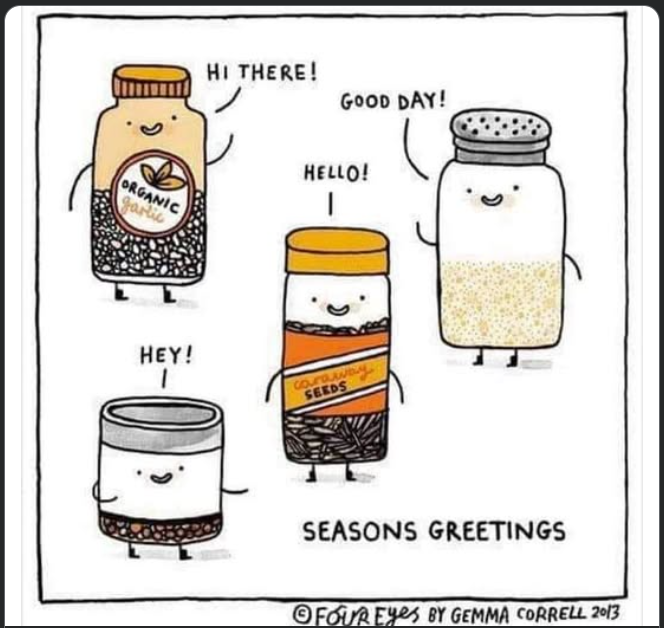 HI THERE!
GOOD DAY!
ORGANIC
garlic
HELLO!
caraway
SEEDS
HEY!
SEASONS GREETINGS
© FOUR Eyes BY GEMMA CORRELL 2013